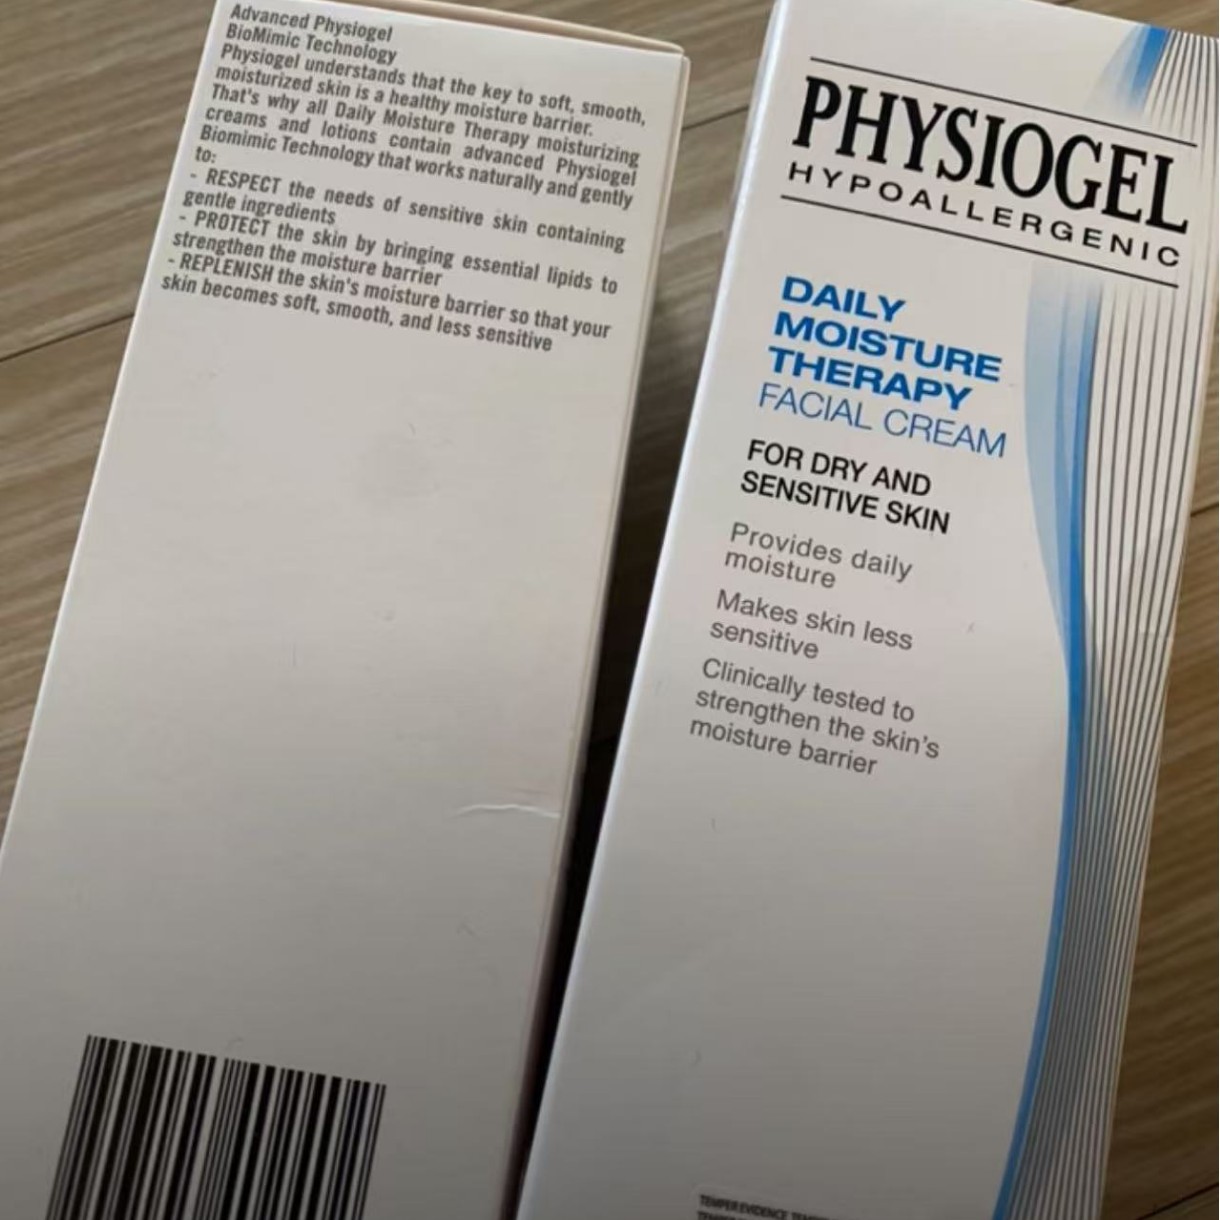 Advanced Physiogel
BioMimic Technology
Physiogel understands that the key to soft, smooth,
moisturized skin is a healthy moisture barrier.
That's why all Daily Moisture Therapy moisturizing
creams and lotions contain advanced Physiogel
Biomimic Technology that works naturally and gently
to:
- RESPECT the needs of sensitive skin containing
gentle ingredients
- PROTECT the skin by bringing essential lipids to
strengthen the moisture barrier
- REPLENISH the skin's moisture barrier so that your
skin becomes soft, smooth, and less sensitive
PHYSIOGEL
HYPOALLERGENIC
DAILY
MOISTURE
THERAPY
FACIAL CREAM
FOR DRY AND
SENSITIVE SKIN
Provides daily
moisture
Makes skin less
sensitive
Clinically tested to
strengthen the skin's
moisture barrier
TEMPER EVIDENCE